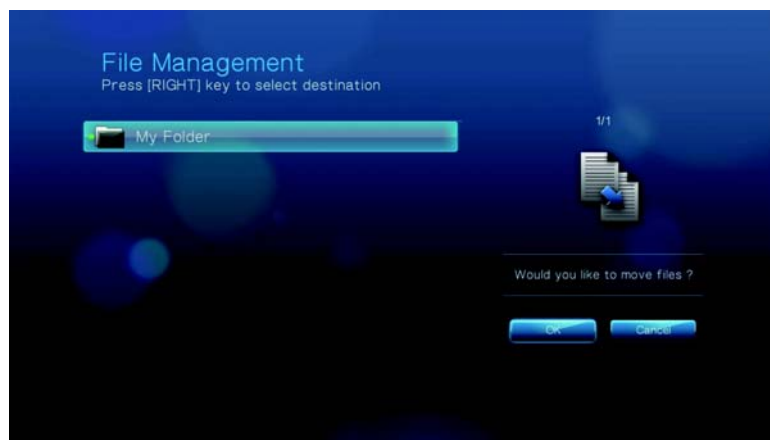 File Management
Press [RIGHT] key to select destination
My Folder
1/1
Would you like to move files ?
OK
Cancel